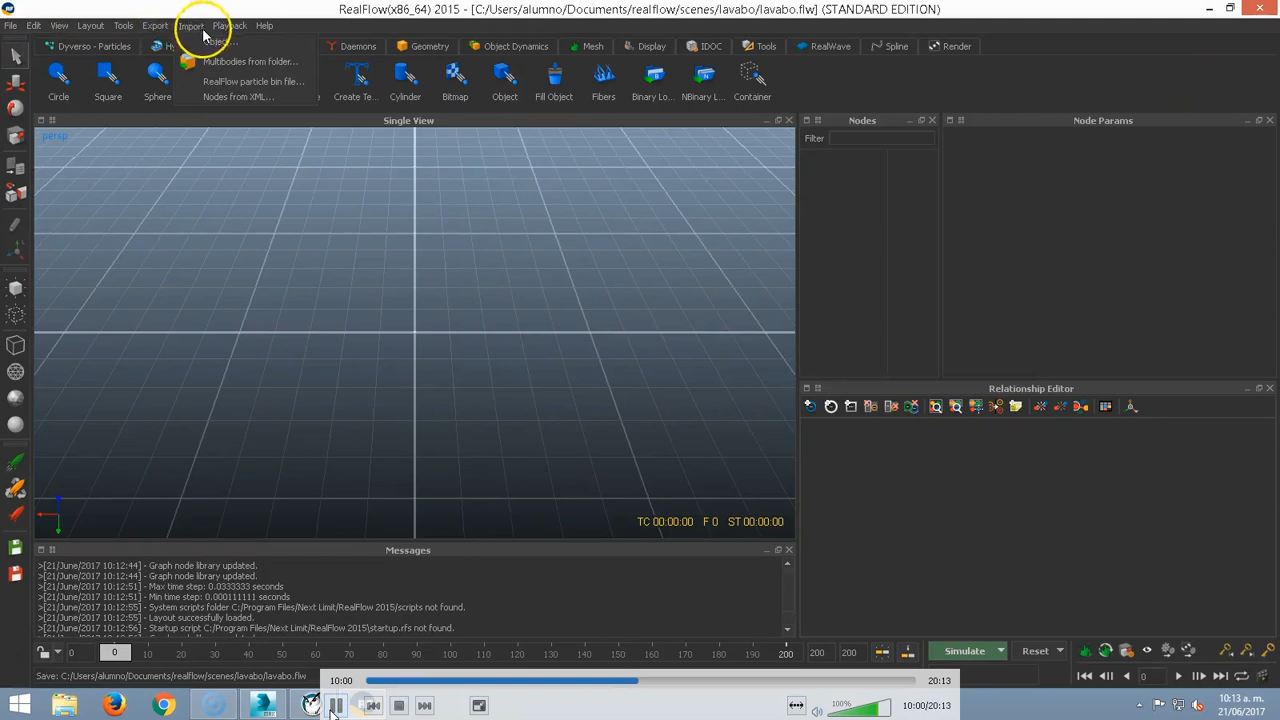 RealFlow(x86_64) 2015 - [C:/Users/alumno/Documents/realflow/scenes/lavabo/lavabo.flw] (STANDARD EDITION)
File Edit View Layout Tools Export Import Playback Help
Object...
Multibodies from folder...
RealFlow particle bin file...
Nodes from XML...
Dyverso - Particles Daemons Geometry Object Dynamics Mesh Display IDOC Tools RealWave Spline Render
Circle Square Sphere Create Te... Cylinder Bitmap Object Fill Object Fibers Binary Lo... NBinary L... Container
Single View Nodes Node Params
persp
Filter
Relationship Editor
TC 00:00:00 F 0 ST 00:00:00
Messages
>[21/June/2017 10:12:44] - Graph node library updated.
>[21/June/2017 10:12:44] - Graph node library updated.
>[21/June/2017 10:12:51] - Max time step: 0.0333333 seconds
>[21/June/2017 10:12:51] - Min time step: 0.000111111 seconds
>[21/June/2017 10:12:55] - System scripts folder C:/Program Files/Next Limit/RealFlow 2015/scripts not found.
>[21/June/2017 10:12:55] - Layout successfully loaded.
>[21/June/2017 10:12:56] - Startup script C:/Program Files/Next Limit/RealFlow 2015\startup.rfs not found.
0 0 10 20 30 40 50 60 70 80 90 100 110 120 130 140 150 160 170 180 190 200 200 200 Simulate Reset
Save: C:/Users/alumno/Documents/realflow/scenes/lavabo/lavabo.flw
0
10:00 20:13
100% 10:00/20:13
10:13 a.m.
21/06/2017